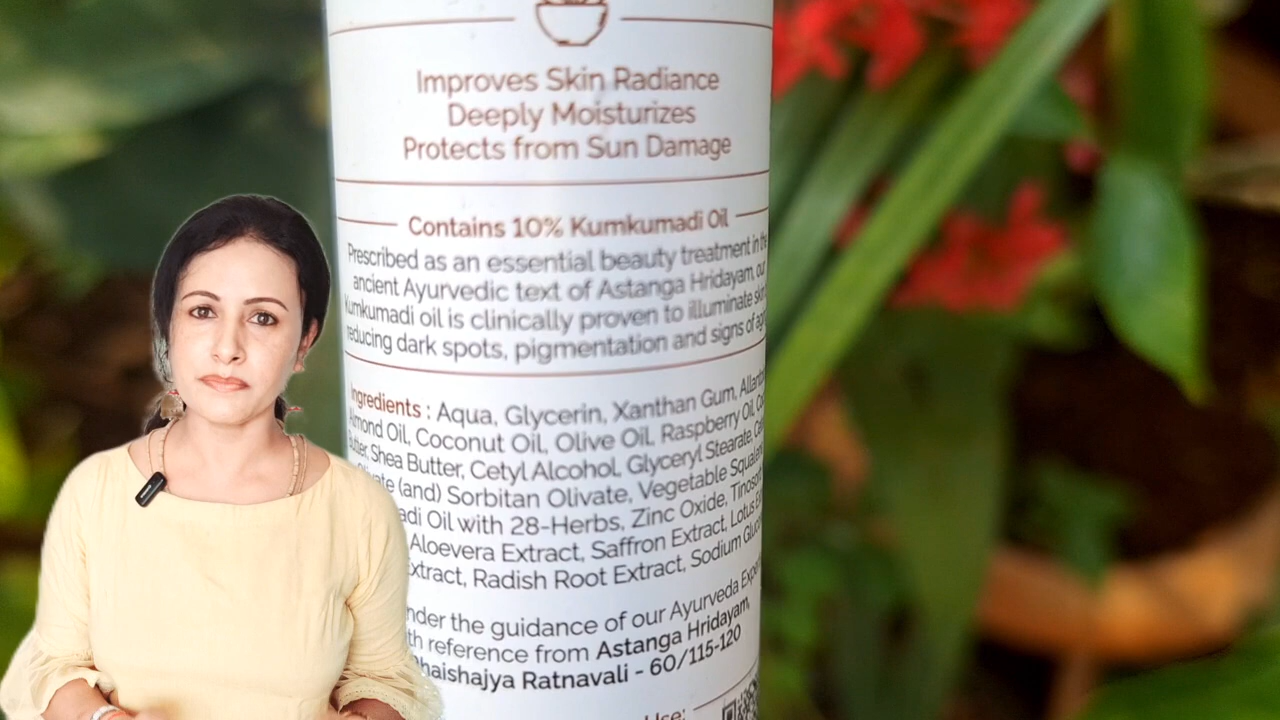 Improves Skin Radiance
Deeply Moisturizes
Protects from Sun Damage
Contains 10% Kumkumadi Oil
Prescribed as an essential beauty treatment in the
ancient Ayurvedic text of Astanga Hridayam, our
Kumkumadi oil is clinically proven to illuminate
reducing dark spots, pigmentation and signs of
Ingredients : Aqua, Glycerin, Xanthan Gum,
Almond Oil, Coconut Oil, Olive Oil, Raspberry Oil,
Butter, Shea Butter, Cetyl Alcohol, Glyceryl Stearate,
(and) Sorbitan Olivate, Vegetable
Oil with 28-Herbs, Zinc Oxide,
Aloevera Extract, Saffron Extract, Lotus
Extract, Radish Root Extract, Sodium
the guidance of our Ayurveda
reference from Astanga Hridayam,
Ratnavali - 60/115-120
Use: